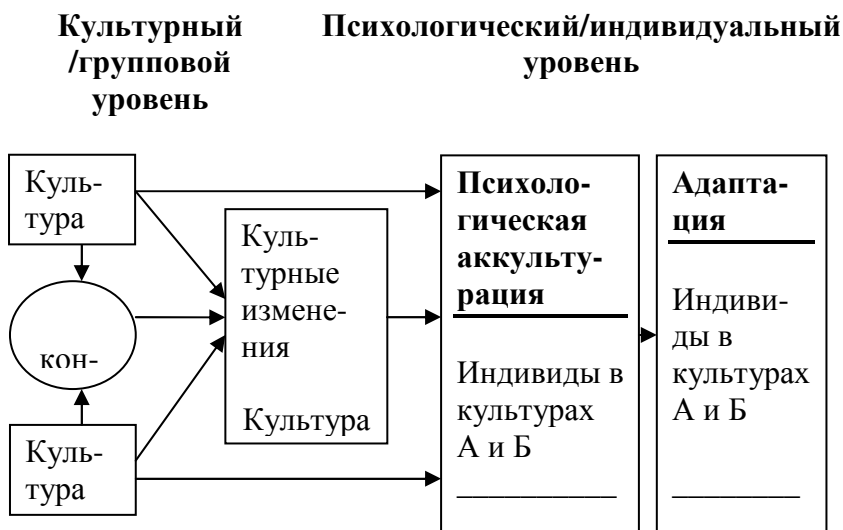 Культурный
/групповой
уровень
Психологический/индивидуальный
уровень
Куль-
тура
кон-
Куль-
тура
Куль-
турные
измене-
ния
Культура
Психоло-
гическая
аккульту-
рация
Индивиды в
культурах
А и Б
Адапта-
ция
Индиви-
ды в
культурах
А и Б